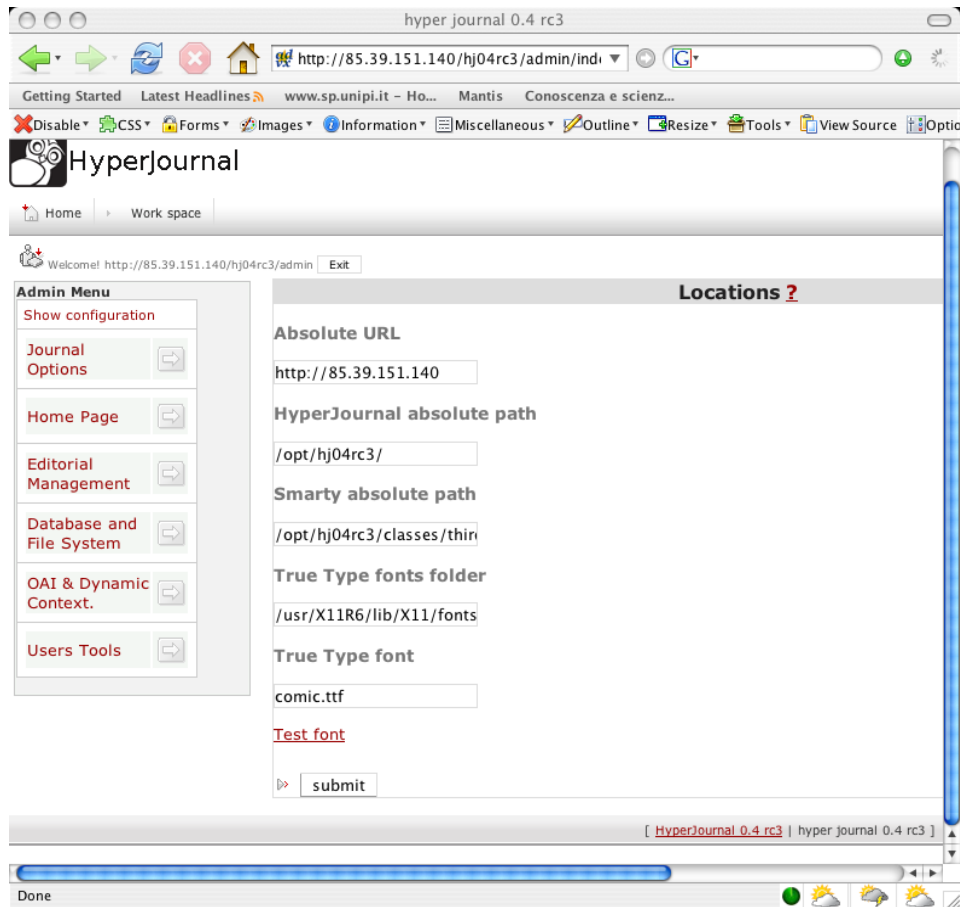 hyper journal 0.4 rc3
http://85.39.151.140/hj04rc3/admin/ind
G
Getting Started Latest Headlines www.sp.unipi.it – Ho... Mantis Conoscenza e scienz...
Disable CSS Forms Images Information Miscellaneous Outline Resize Tools View Source Optio
HyperJournal
Home Work space
Welcome! http://85.39.151.140/hj04rc3/admin Exit
Admin Menu
Show configuration
Journal
Options
Home Page
Editorial
Management
Database and
File System
OAI & Dynamic
Context.
Users Tools
Locations ?
Absolute URL
http://85.39.151.140
HyperJournal absolute path
/opt/hj04rc3/
Smarty absolute path
/opt/hj04rc3/classes/thir
True Type fonts folder
/usr/X11R6/lib/X11/fonts
True Type font
comic.ttf
Test font
submit
[ HyperJournal 0.4 rc3 | hyper journal 0.4 rc3 ]
Done